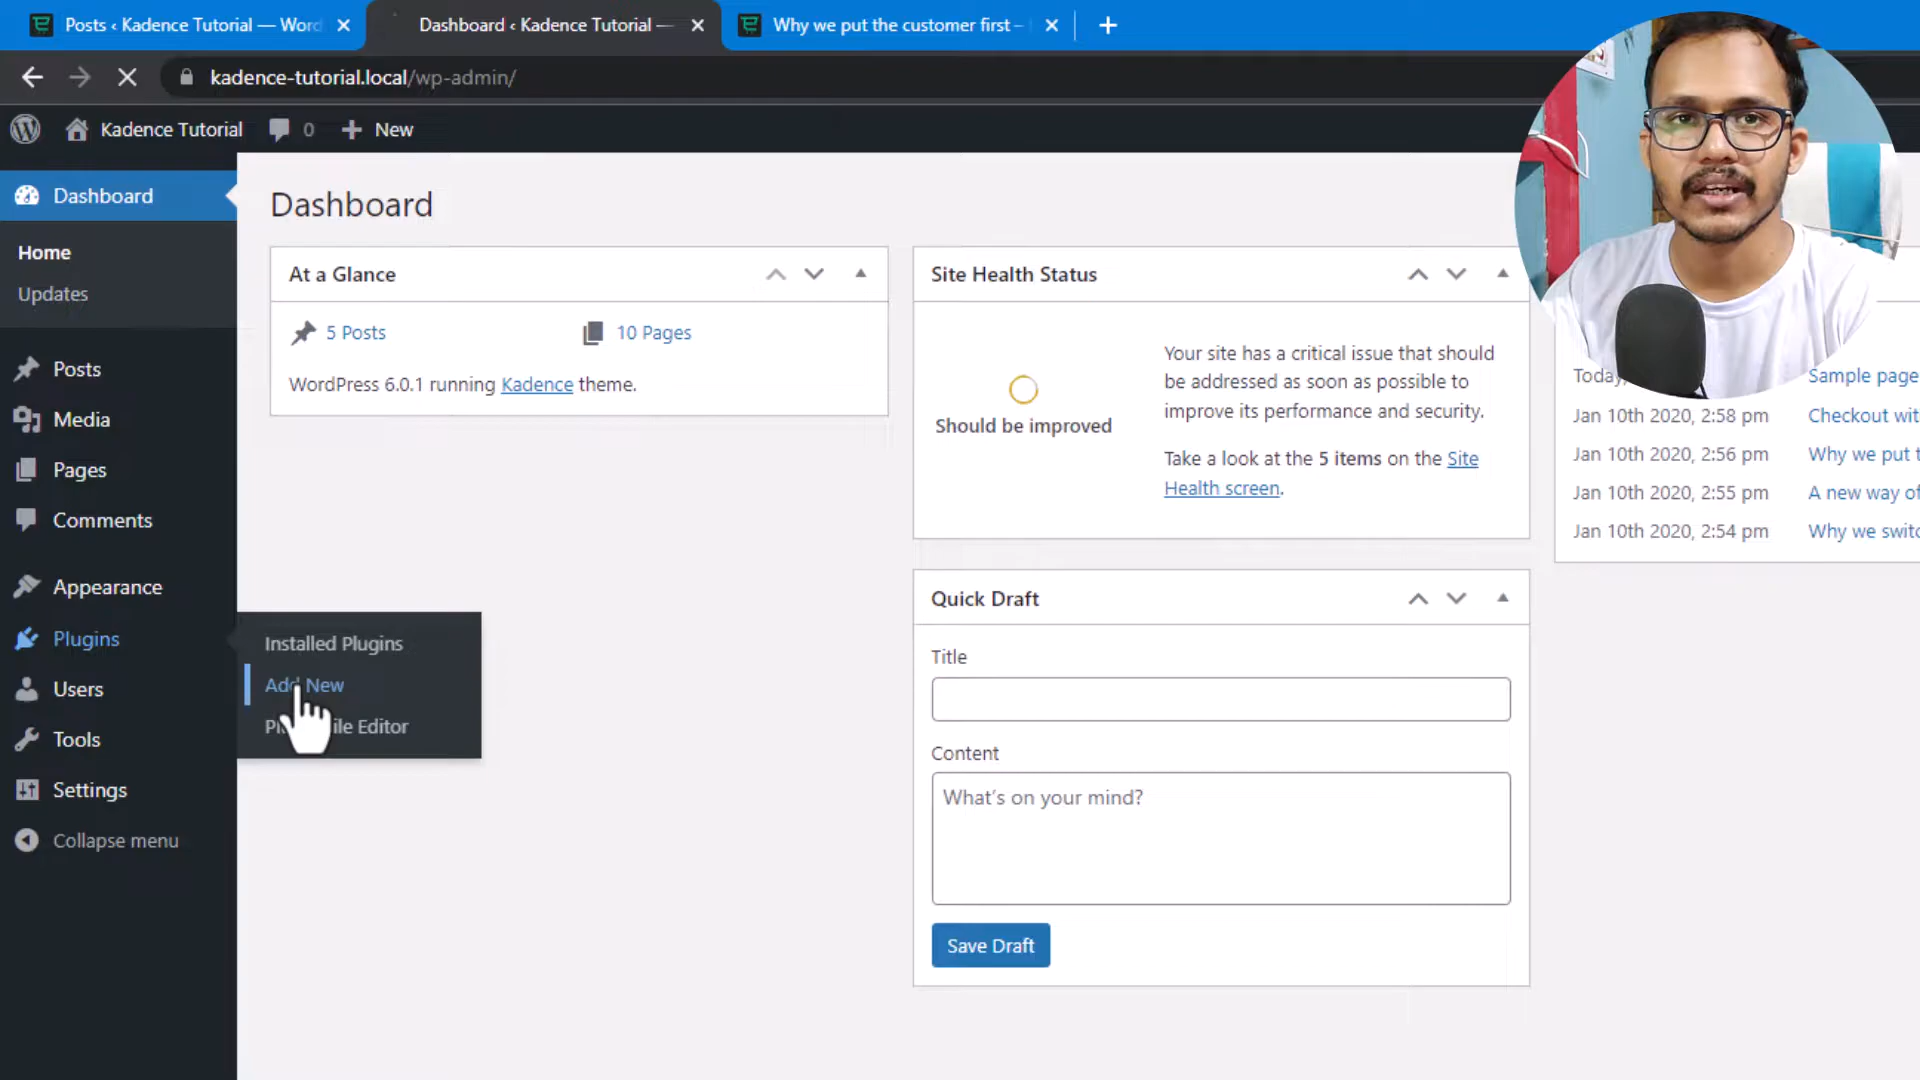 Posts ‹ Kadence Tutorial — Word
Dashboard ‹ Kadence Tutorial —
Why we put the customer first –
kadence-tutorial.local/wp-admin/
Kadence Tutorial
0
New
Dashboard
Home
Updates
Posts
Media
Pages
Comments
Appearance
Plugins
Users
Tools
Settings
Collapse menu
Installed Plugins
Add New
File Editor
Dashboard
At a Glance
5 Posts
10 Pages
WordPress 6.0.1 running Kadence theme.
Site Health Status
Should be improved
Your site has a critical issue that should
be addressed as soon as possible to
improve its performance and security.
Take a look at the 5 items on the Site
Health screen.
Quick Draft
Title
Content
What's on your mind?
Save Draft
Today, Sample page
Jan 10th 2020, 2:58 pm Checkout wit
Jan 10th 2020, 2:56 pm Why we put t
Jan 10th 2020, 2:55 pm A new way of
Jan 10th 2020, 2:54 pm Why we switc